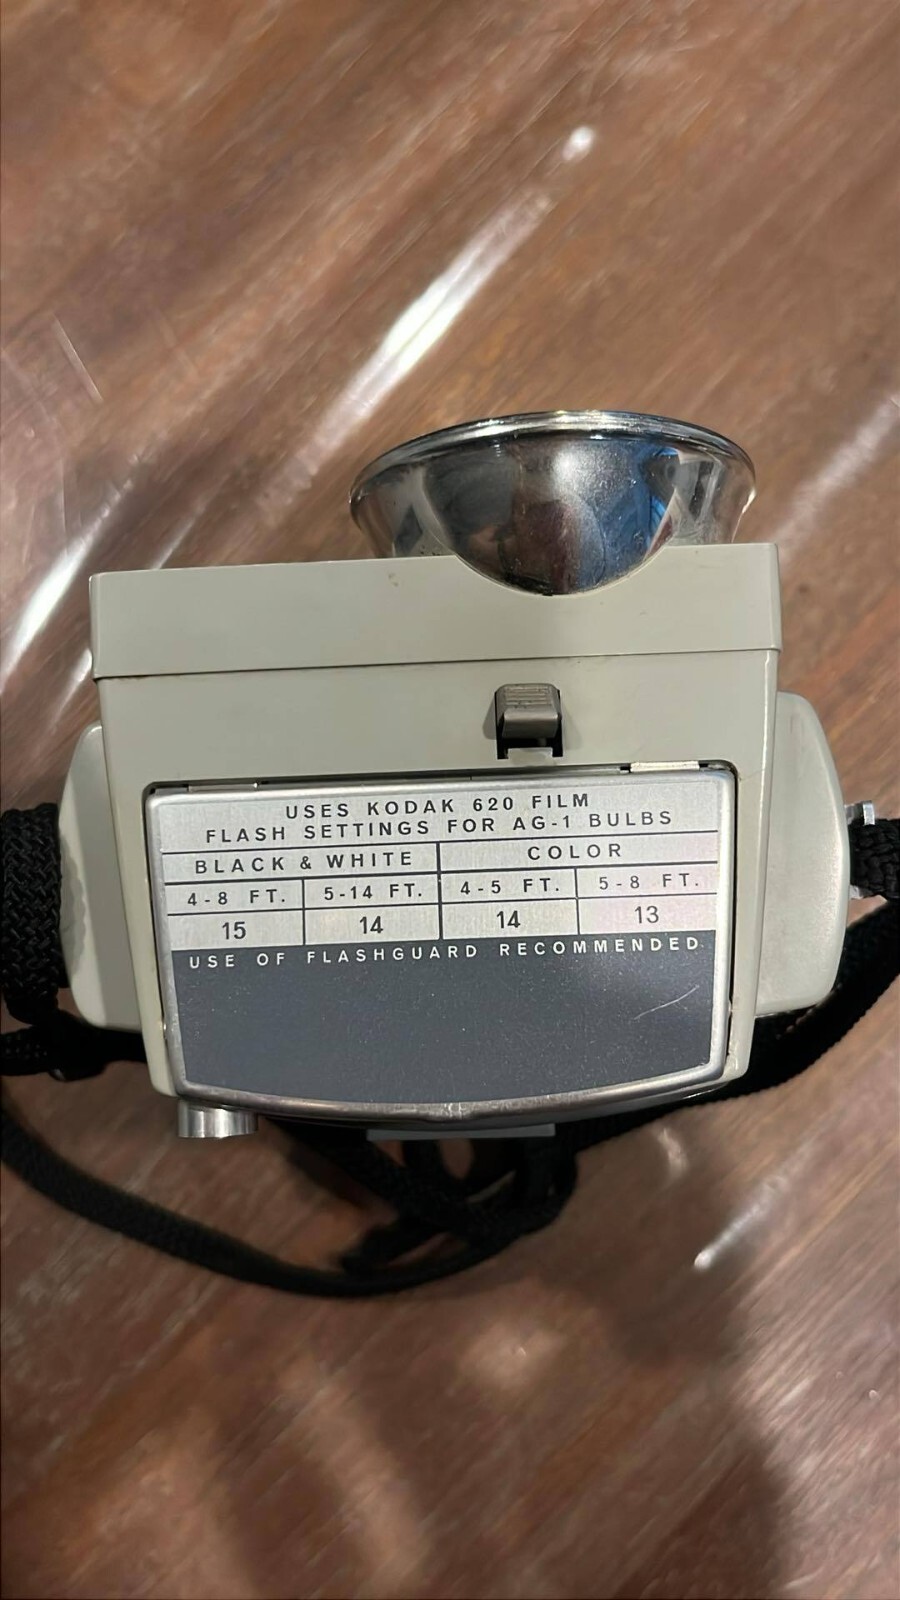 USES KODAK 620 FILM
FLASH SETTINGS FOR AG-1 BULBS
BLACK & WHITE COLOR
4-8 FT. 5-14 FT. 4-5 FT. 5-8 FT.
15 14 14 13
USE OF FLASHGUARD RECOMMENDED